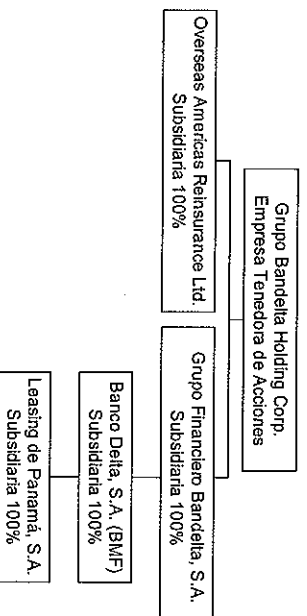 Grupo Bandelta Holding Corp.
Empresa Tenedora de Acciones
Overseas Americas Reinsurance Ltd.
Subsidiaria 100%
Grupo Financiero Bandelta, S.A.
Subsidiaria 100%
Banco Delta, S.A. (BMF)
Subsidiaria 100%
Leasing de Panamá, S.A.
Subsidiaria 100%